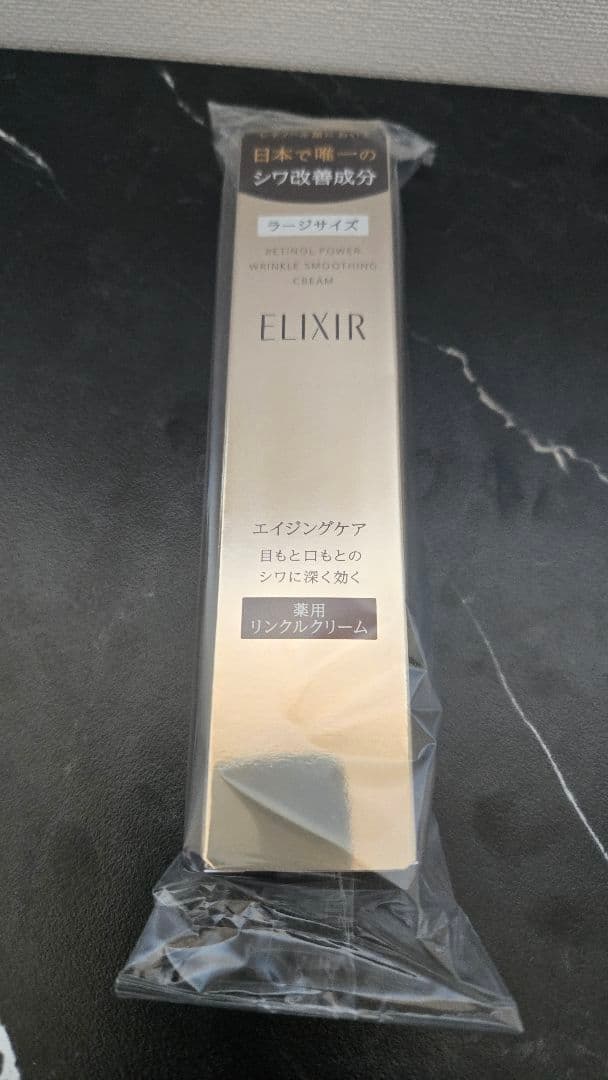 日本で唯一の
シワ改善成分
ラージサイズ
RETINOL POWER
WRINKLE SMOOTHING
CREAM
ELIXIR
エイジングケア
目もと口もとの
シワに深く効く
薬用
リンクルクリーム